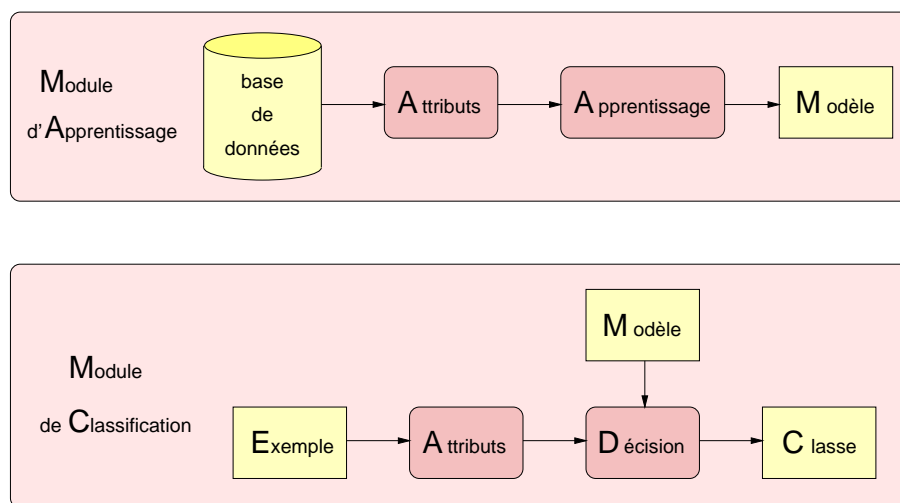 Module
d'Apprentissage
base
de
données
Attributs
Apprentissage
Modèle
Module
de Classification
Modèle
Exemple
Attributs
Décision
Classe